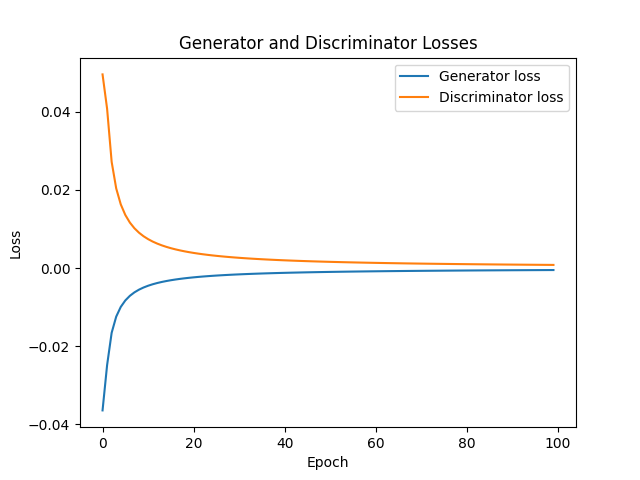 Generator and Discriminator Losses
Generator loss
Discriminator loss
0.04
0.02
0.00
−0.02
−0.04
Loss
0
20
40
60
80
100
Epoch